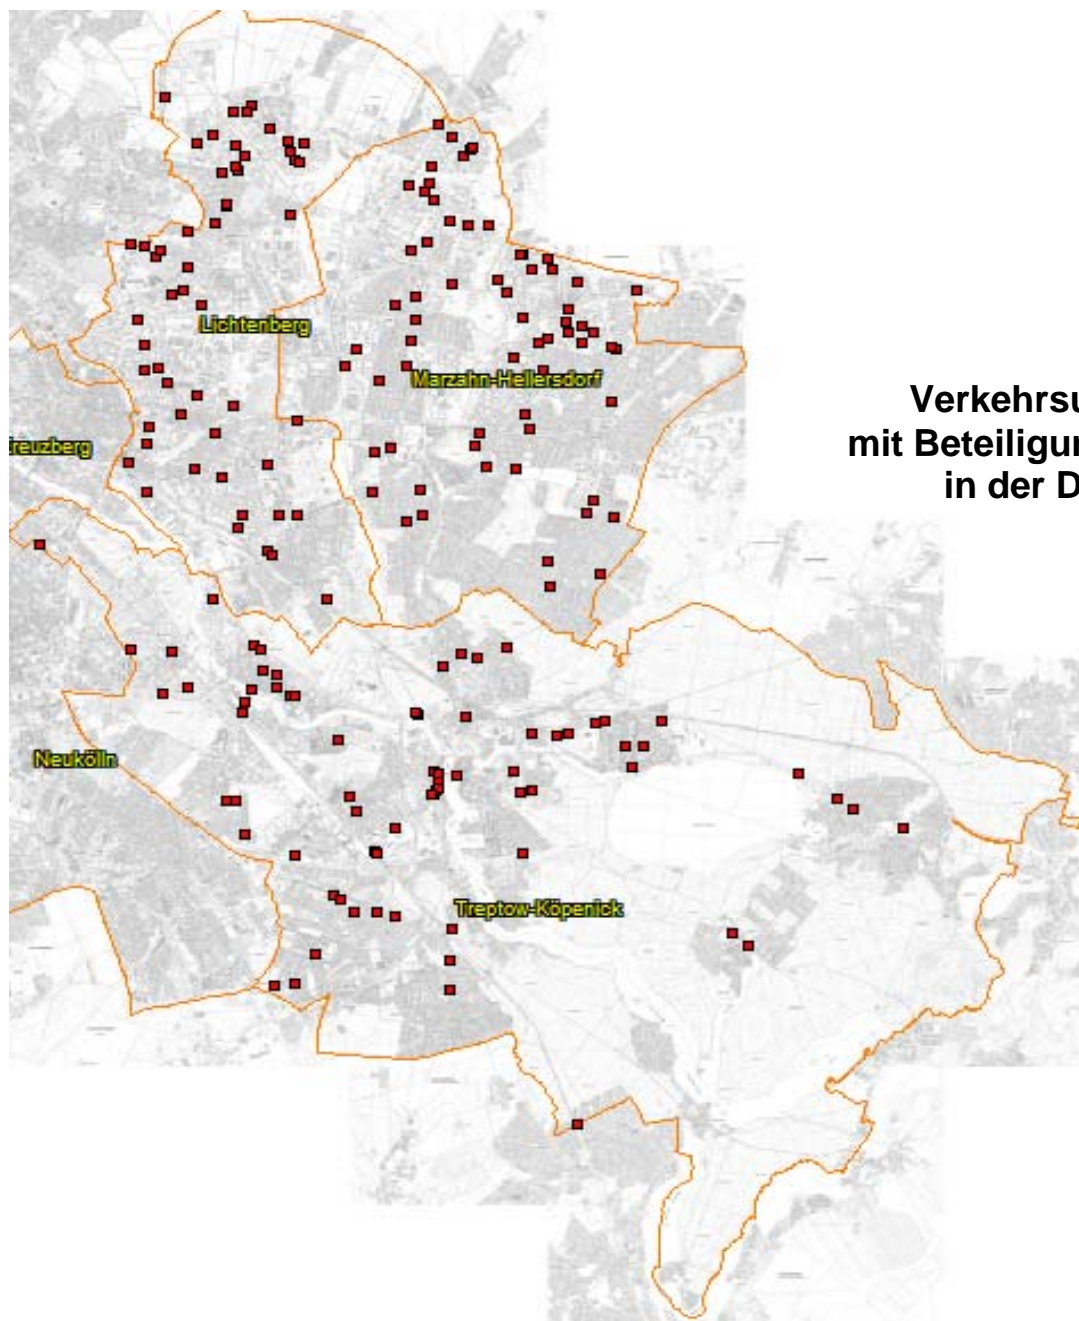 Lichtenberg
Marzahn-Hellersdorf
reuzberg
Verkehrsu
mit Beteiligun
in der D
Neukölln
Treptow-Köpenick